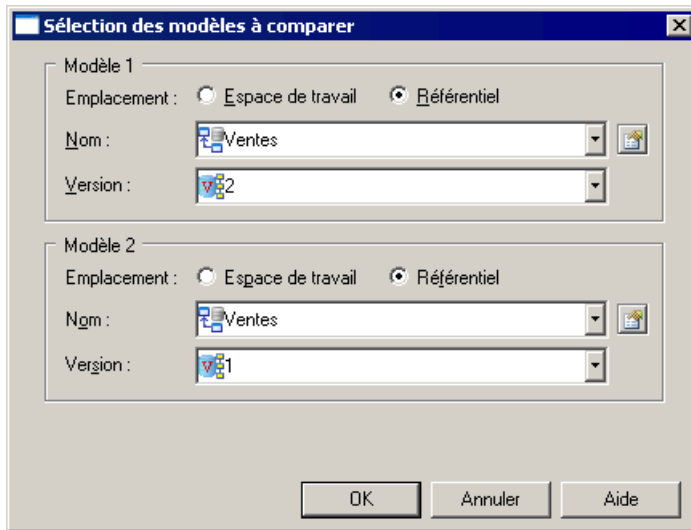 Sélection des modèles à comparer
Modèle 1
Emplacement : Espace de travail Référentiel
Nom : Ventes
Version : V 2
Modèle 2
Emplacement : Espace de travail Référentiel
Nom : Ventes
Version : V 1
OK Annuler Aide